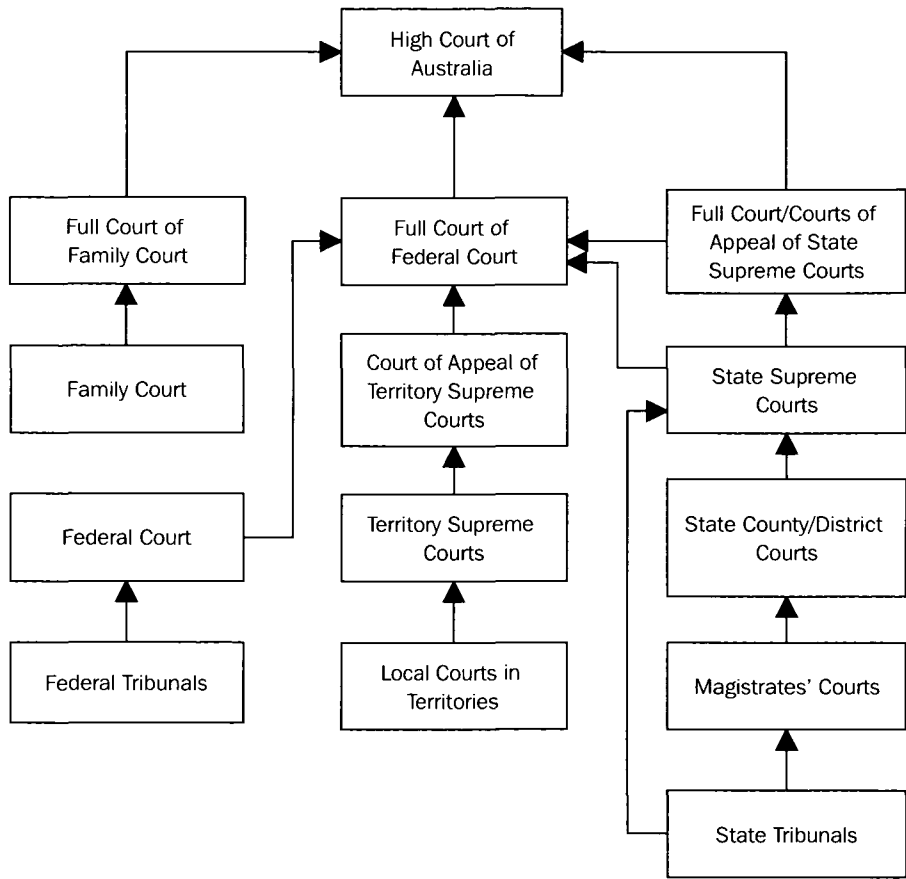 High Court of
Australia
Full Court of
Family Court
Full Court of
Federal Court
Full Court/Courts of
Appeal of State
Supreme Courts
Family Court
Court of Appeal of
Territory Supreme
Courts
State Supreme
Courts
Federal Court
Territory Supreme
Courts
State County/District
Courts
Federal Tribunals
Local Courts in
Territories
Magistrates' Courts
State Tribunals